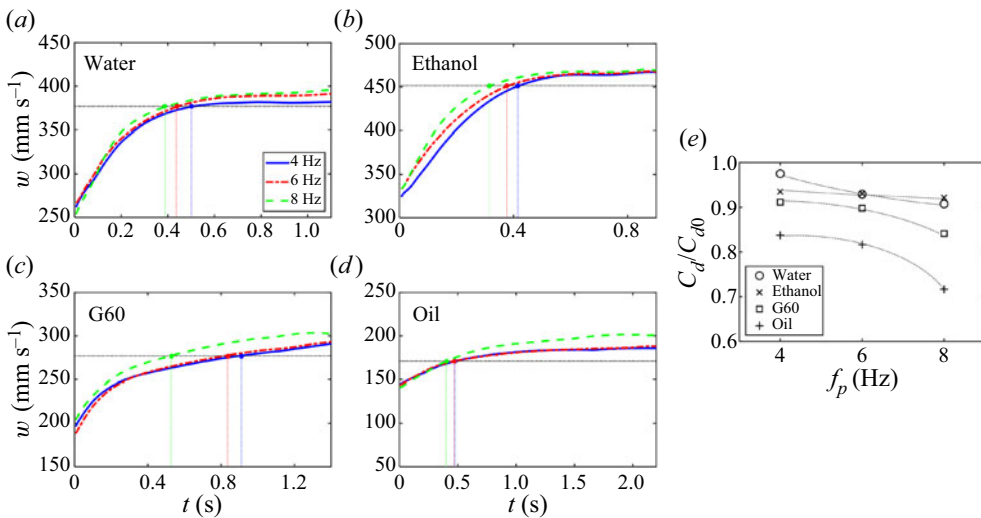 (a)
450
Water
400
350
300
250
0
0.2
0.4
0.6
0.8
1.0
w (mm s⁻¹)
4 Hz
6 Hz
8 Hz
(b)
500
Ethanol
450
400
350
300
0
0.4
0.8
(c)
350
G60
300
250
200
150
0
0.4
0.8
1.2
w (mm s⁻¹)
t (s)
(d)
250
Oil
200
150
100
50
0
0.5
1.0
1.5
2.0
t (s)
(e)
1.0
0.9
0.8
0.7
0.6
C_d/C_d0
Water
Ethanol
G60
Oil
4
6
8
f_p (Hz)